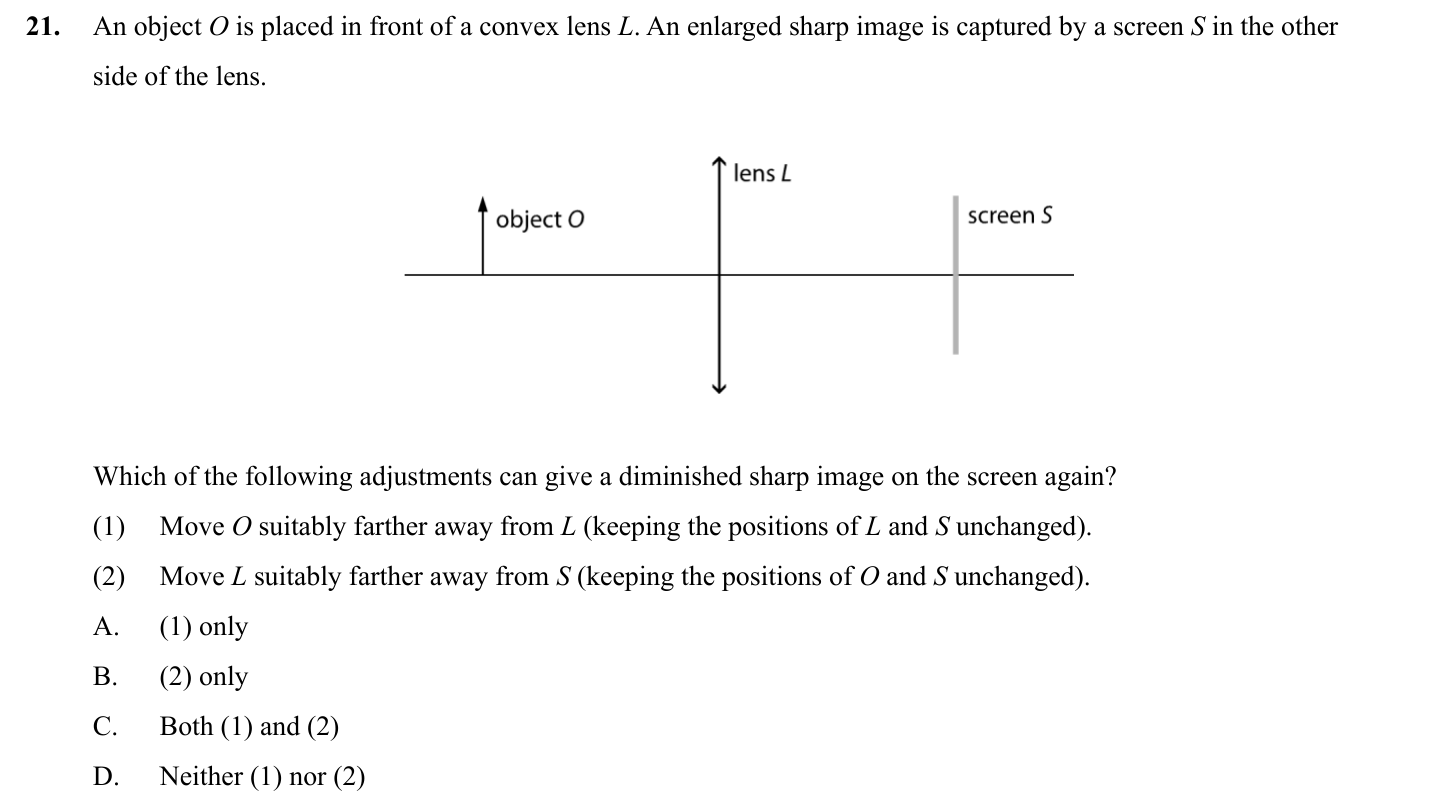 21. An object O is placed in front of a convex lens L. An enlarged sharp image is captured by a screen S in the other
side of the lens.
lens L
object O
screen S
Which of the following adjustments can give a diminished sharp image on the screen again?
(1) Move O suitably farther away from L (keeping the positions of L and S unchanged).
(2) Move L suitably farther away from S (keeping the positions of O and S unchanged).
A. (1) only
B. (2) only
C. Both (1) and (2)
D. Neither (1) nor (2)